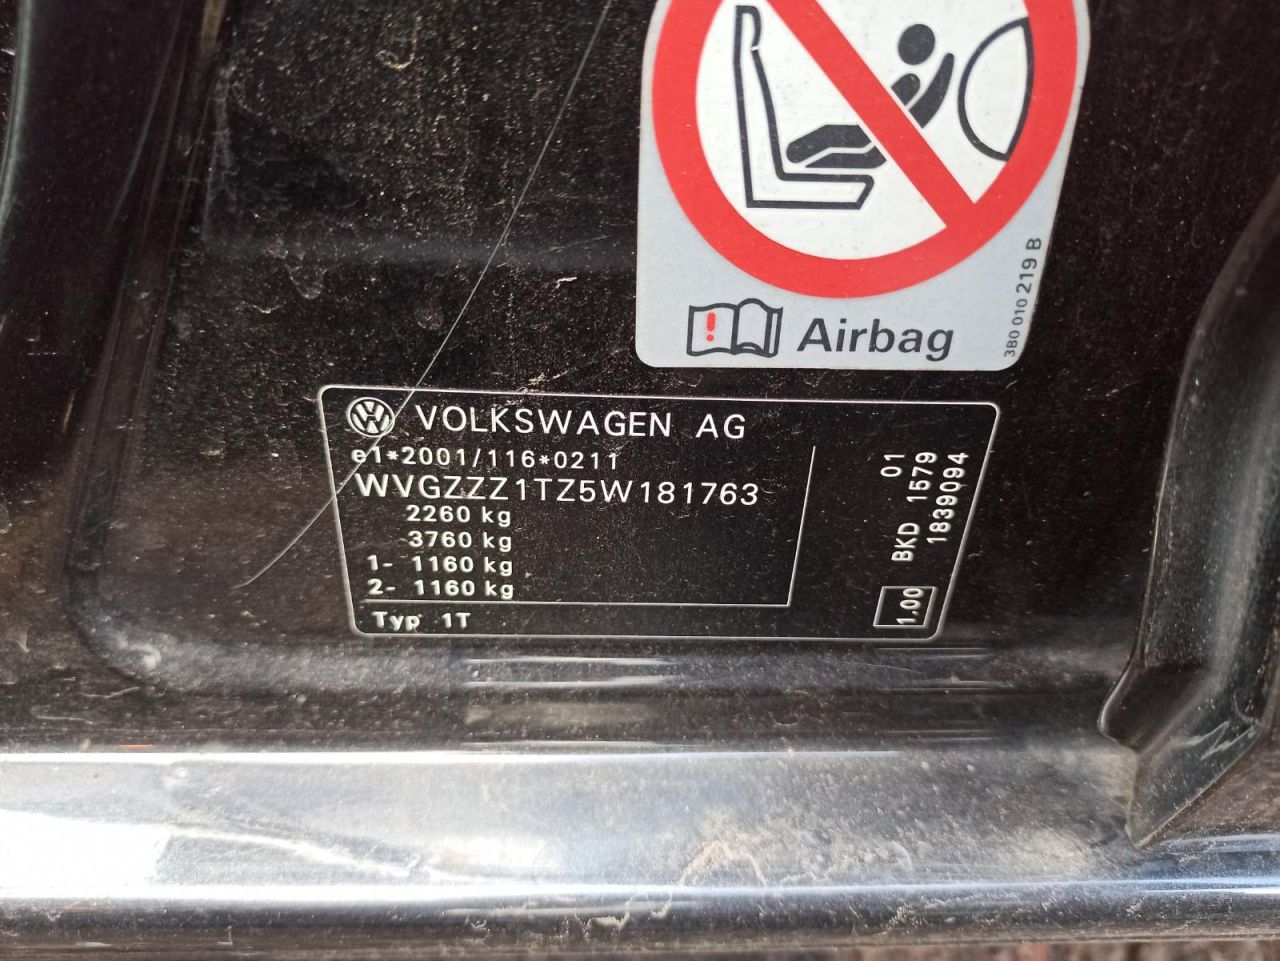 Airbag
3B0 010 219 B
VOLKSWAGEN AG
e1*2001/116*0211
WVGZZZ1TZ5W181763
2260 kg
3760 kg
1- 1160 kg
2- 1160 kg
Typ 1T
01
BKD 1579
1839094
1.00